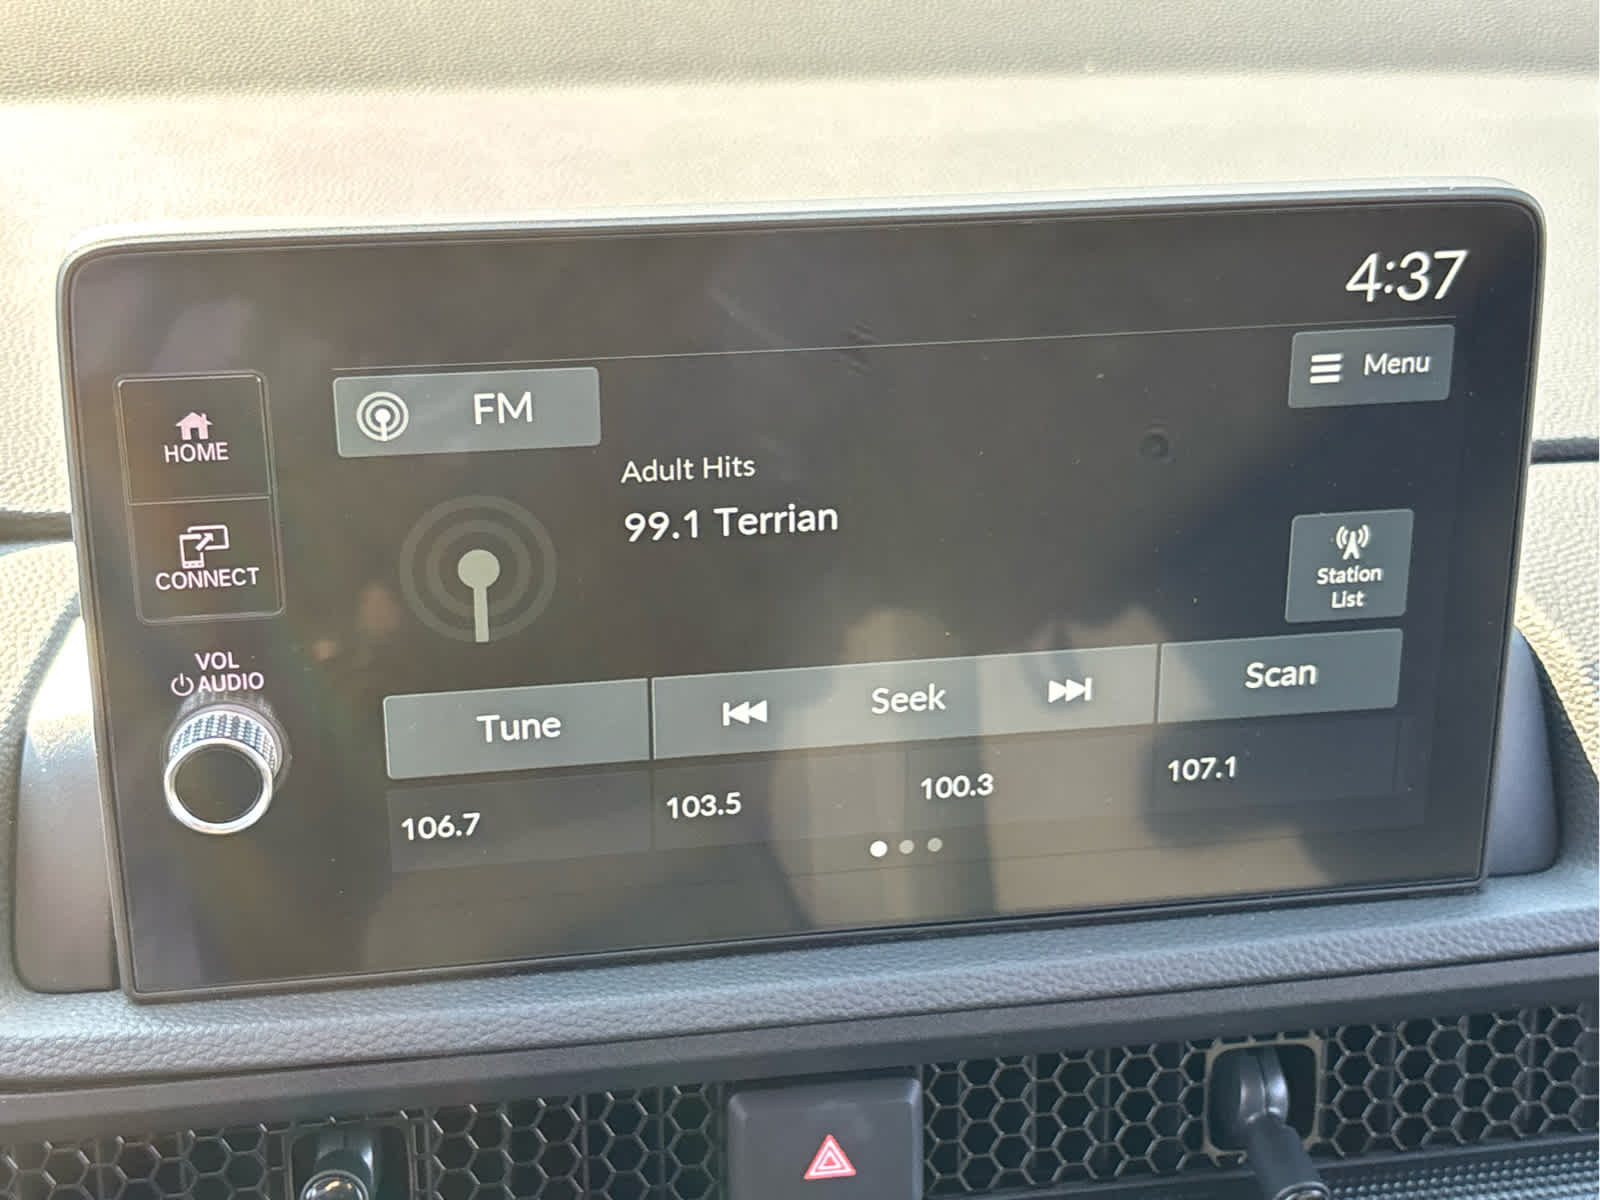 4:37
Menu
FM
HOME
Adult Hits
99.1 Terrian
CONNECT
Station
List
VOL
AUDIO
Tune
Seek
Scan
106.7
103.5
100.3
107.1